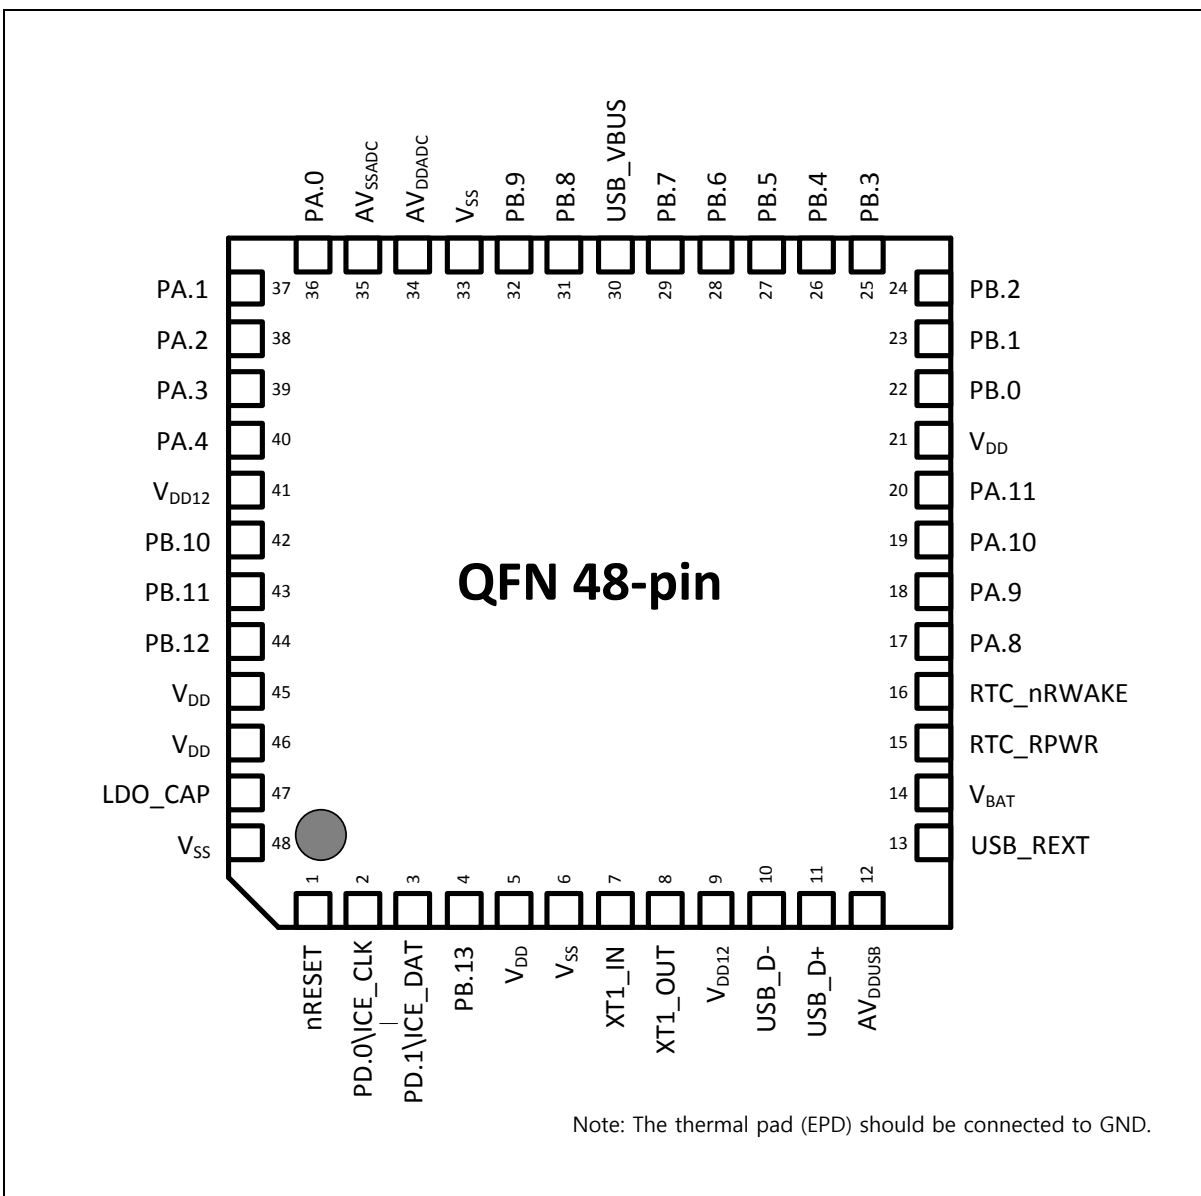 PA.0
AVSSADC
AVDDADC
VSS
PB.9
PB.8
USB_VBUS
PB.7
PB.6
PB.5
PB.4
PB.3
36
35
34
33
32
31
30
29
28
27
26
25
PA.1 37
PA.2 38
PA.3 39
PA.4 40
VDD12 41
PB.10 42
PB.11 43
PB.12 44
VDD 45
VDD 46
LDO_CAP 47
VSS 48
24 PB.2
23 PB.1
22 PB.0
21 VDD
20 PA.11
19 PA.10
18 PA.9
17 PA.8
16 RTC_nRWAKE
15 RTC_RPWR
14 VBAT
13 USB_REXT
QFN 48-pin
1
2
3
4
5
6
7
8
9
10
11
12
nRESET
PD.0\ICE_CLK
PD.1\ICE_DAT
PB.13
VDD
VSS
XT1_IN
XT1_OUT
VDD12
USB_D-
USB_D+
AVDDUSB
Note: The thermal pad (EPD) should be connected to GND.